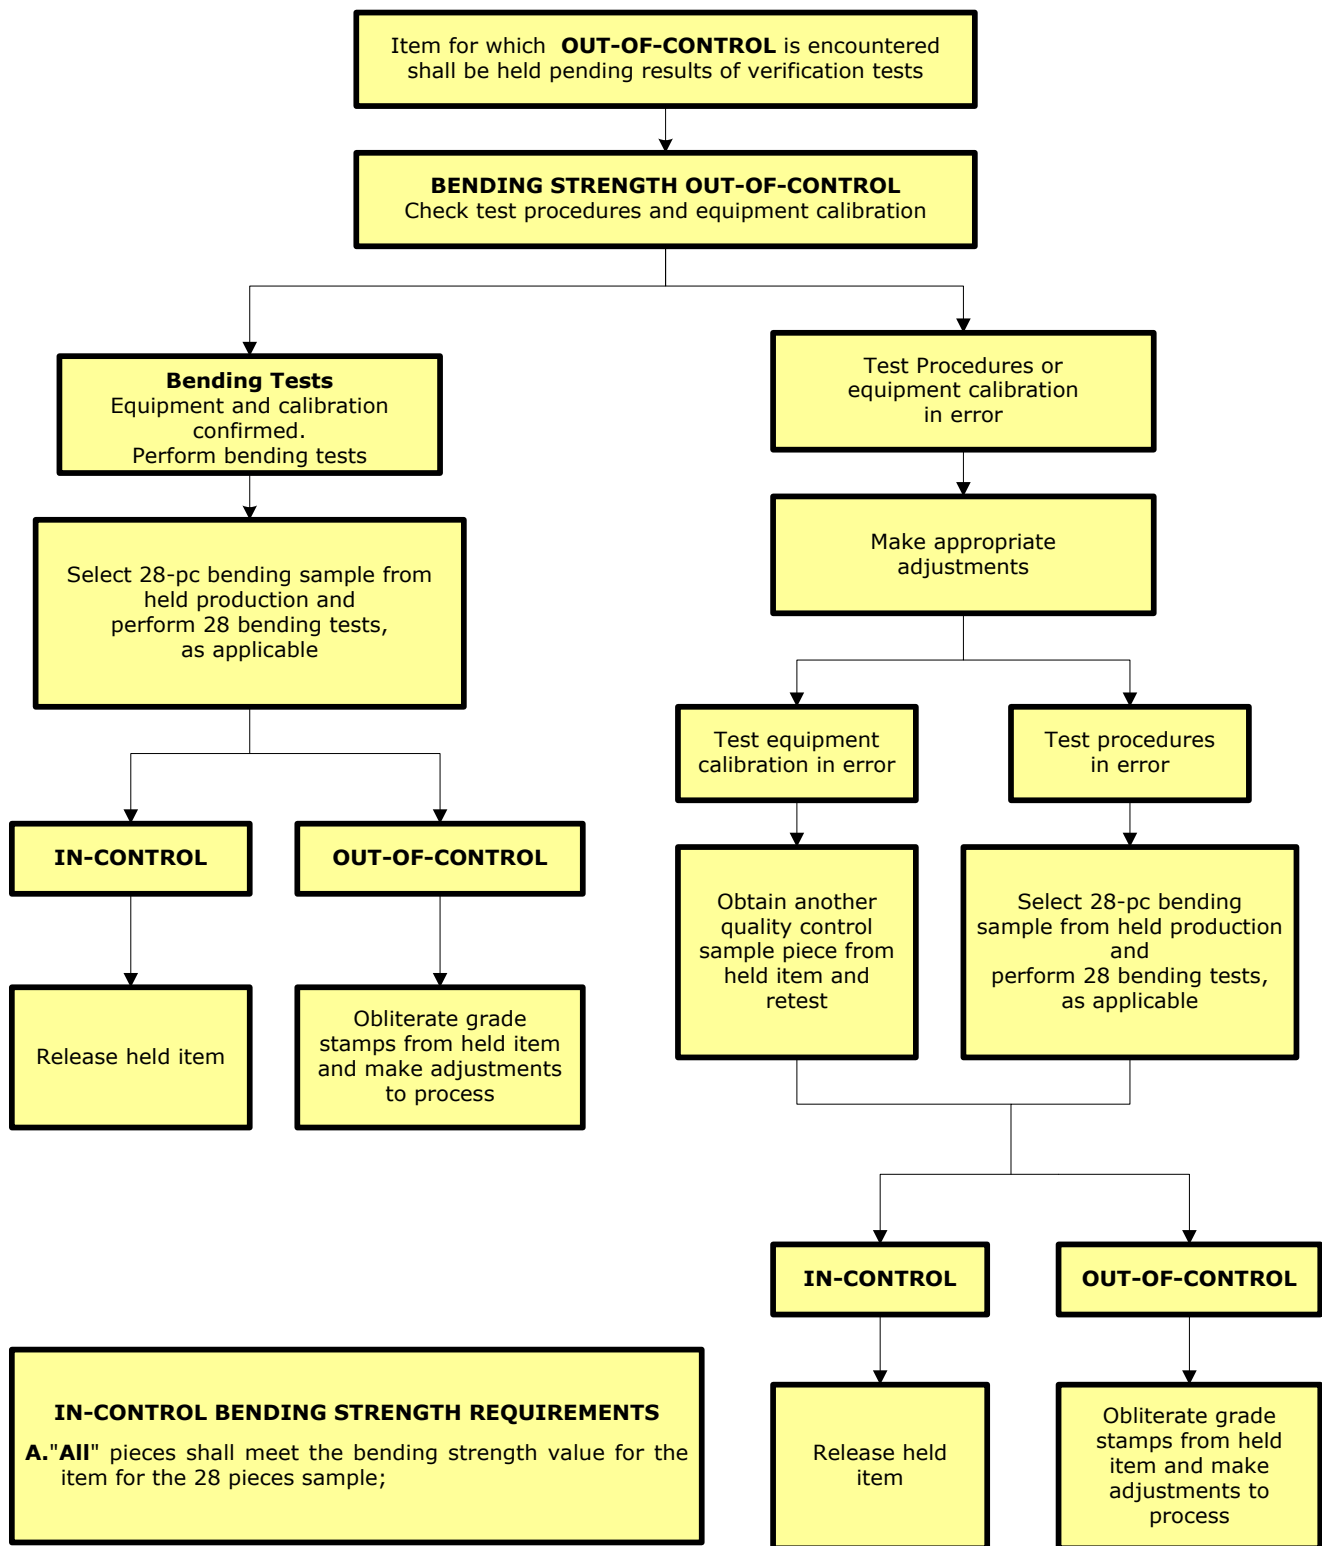 Item for which OUT-OF-CONTROL is encountered
shall be held pending results of verification tests
BENDING STRENGTH OUT-OF-CONTROL
Check test procedures and equipment calibration
Bending Tests
Equipment and calibration
confirmed.
Perform bending tests
Test Procedures or
equipment calibration
in error
Select 28-pc bending sample from
held production and
perform 28 bending tests,
as applicable
Make appropriate
adjustments
Test equipment
calibration in error
Test procedures
in error
IN-CONTROL
OUT-OF-CONTROL
Obtain another
quality control
sample piece from
held item and
retest
Select 28-pc bending
sample from held production
and
perform 28 bending tests,
as applicable
Release held item
Obliterate grade
stamps from held item
and make adjustments
to process
IN-CONTROL
OUT-OF-CONTROL
IN-CONTROL BENDING STRENGTH REQUIREMENTS
A."All" pieces shall meet the bending strength value for the
item for the 28 pieces sample;
Release held
item
Obliterate grade
stamps from held
item and make
adjustments to
process